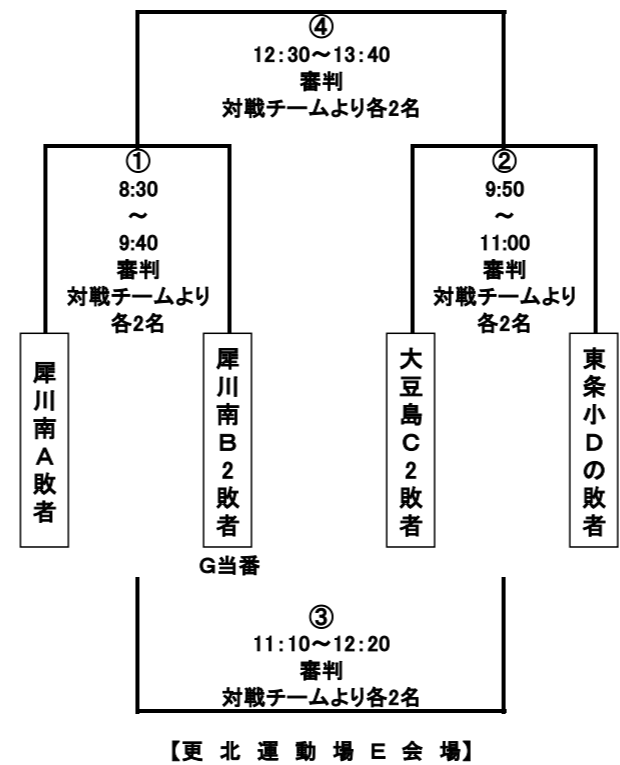 ④
12:30～13:40
審判
対戦チームより各2名
①
8:30
～
9:40
審判
対戦チームより
各2名
②
9:50
～
11:00
審判
対戦チームより
各2名
犀川南A敗者
犀川南B2敗者
大豆島C2敗者
東条小Dの敗者
G当番
③
11:10～12:20
審判
対戦チームより各2名
【更北運動場E会場】